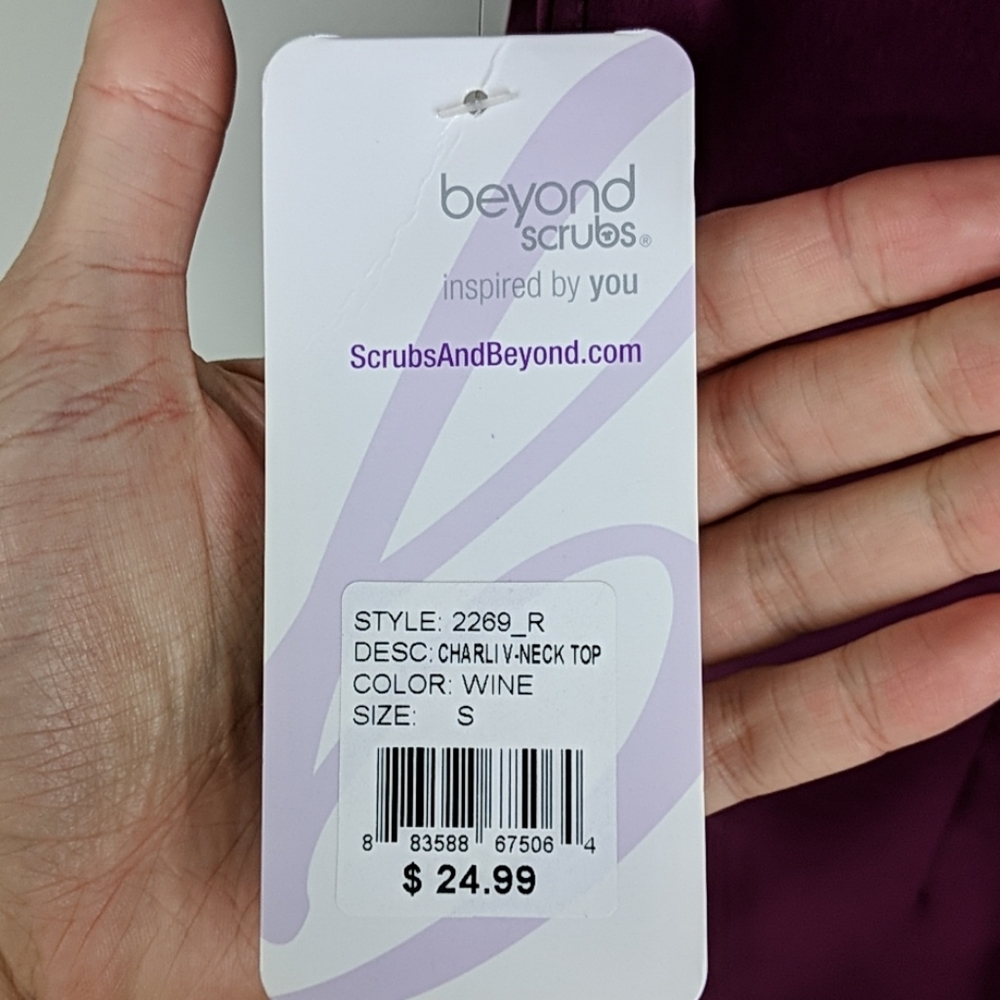 beyond
scrubs®
inspired by you
ScrubsAndBeyond.com
STYLE: 2269_R
DESC: CHARLI V-NECK TOP
COLOR: WINE
SIZE: S
8 83588 67506 4
$ 24.99